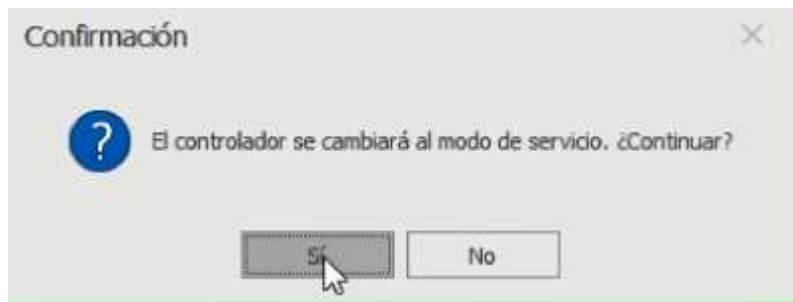 Confirmación
El controlador se cambiará al modo de servicio. ¿Continuar?
Sí
No